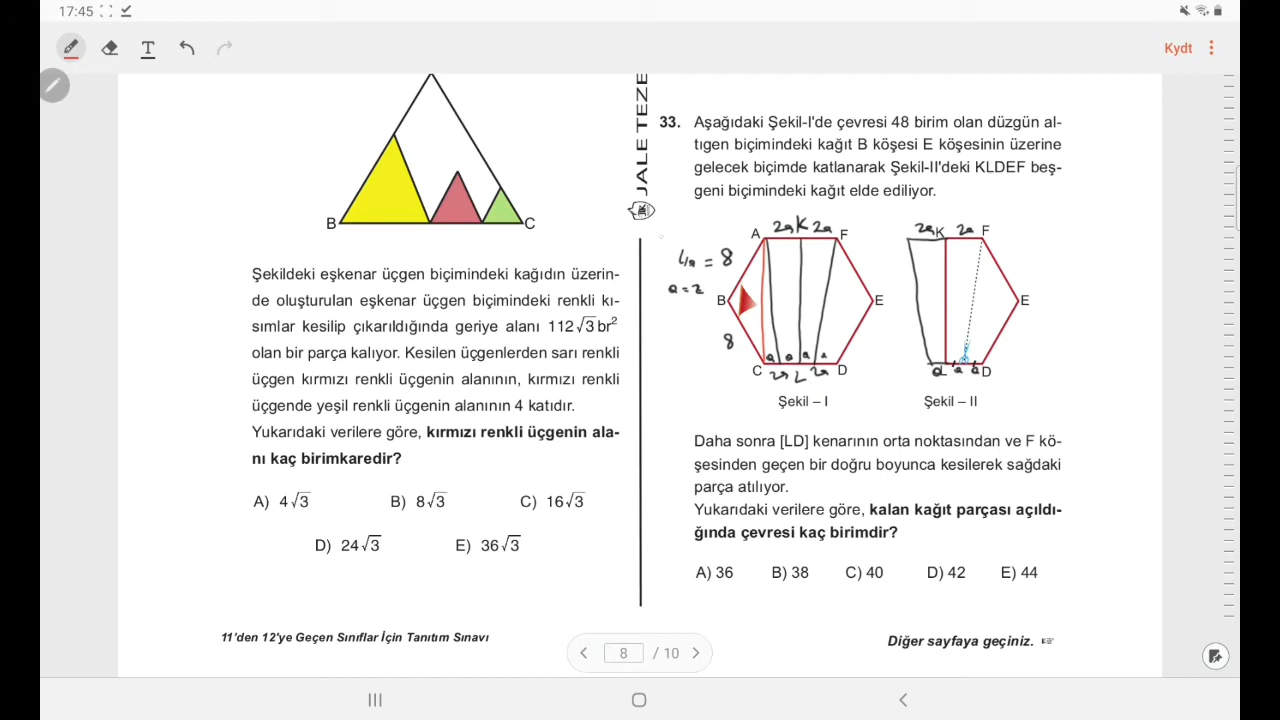 17:45
T
Kydt
B
C
Şekildeki eşkenar üçgen biçimindeki kağıdın üzerin-
de oluşturulan eşkenar üçgen biçimindeki renkli kı-
sımlar kesilip çıkarıldığında geriye alanı 112√3 br²
olan bir parça kalıyor. Kesilen üçgenlerden sarı renkli
üçgen kırmızı renkli üçgenin alanının, kırmızı renkli
üçgende yeşil renkli üçgenin alanının 4 katıdır.
Yukarıdaki verilere göre, kırmızı renkli üçgenin ala-
nı kaç birimkaredir?
A) 4√3 B) 8√3 C) 16√3
D) 24√3 E) 36√3
11'den 12'ye Geçen Sınıflar İçin Tanıtım Sınavı
JALE TEZE
33. Aşağıdaki Şekil-I'de çevresi 48 birim olan düzgün al-
tıgen biçimindeki kağıt B köşesi E köşesinin üzerine
gelecek biçimde katlanarak Şekil-II'deki KLDEF beş-
geni biçimindeki kağıt elde ediliyor.
A 2a K 2a F
4a = 8
a = 2
B E
8
a a a a
C 2a L 2a D
Şekil – I
2a K 2a F
E
L a a D
Şekil – II
Daha sonra [LD] kenarının orta noktasından ve F kö-
şesinden geçen bir doğru boyunca kesilerek sağdaki
parça atılıyor.
Yukarıdaki verilere göre, kalan kağıt parçası açıldı-
ğında çevresi kaç birimdir?
A) 36 B) 38 C) 40 D) 42 E) 44
Diğer sayfaya geçiniz.
8 / 10